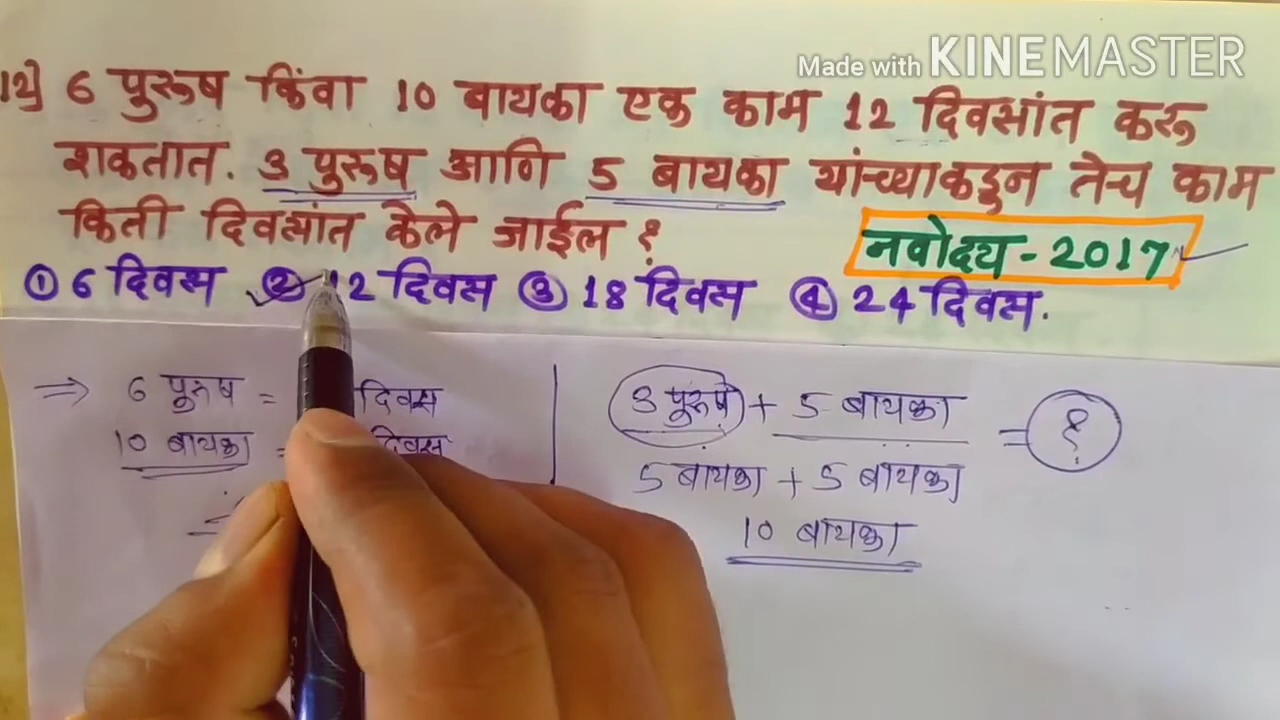 Made with KINEMASTER
12) 6 पुरूष किंवा 10 बायका एक काम 12 दिवसांत करू
शकतात. 3 पुरूष आणि 5 बायका यांच्याकडुन तेच काम
किती दिवसांत केले जाईल ?
नवोदय - 2017
① 6 दिवस ② 12 दिवस ③ 18 दिवस ④ 24 दिवस.
⇒ 6 पुरुष = दिवस
10 बायका = दिवस
3 पुरुष + 5 बायका = ?
5 बायका + 5 बायका
10 बायका